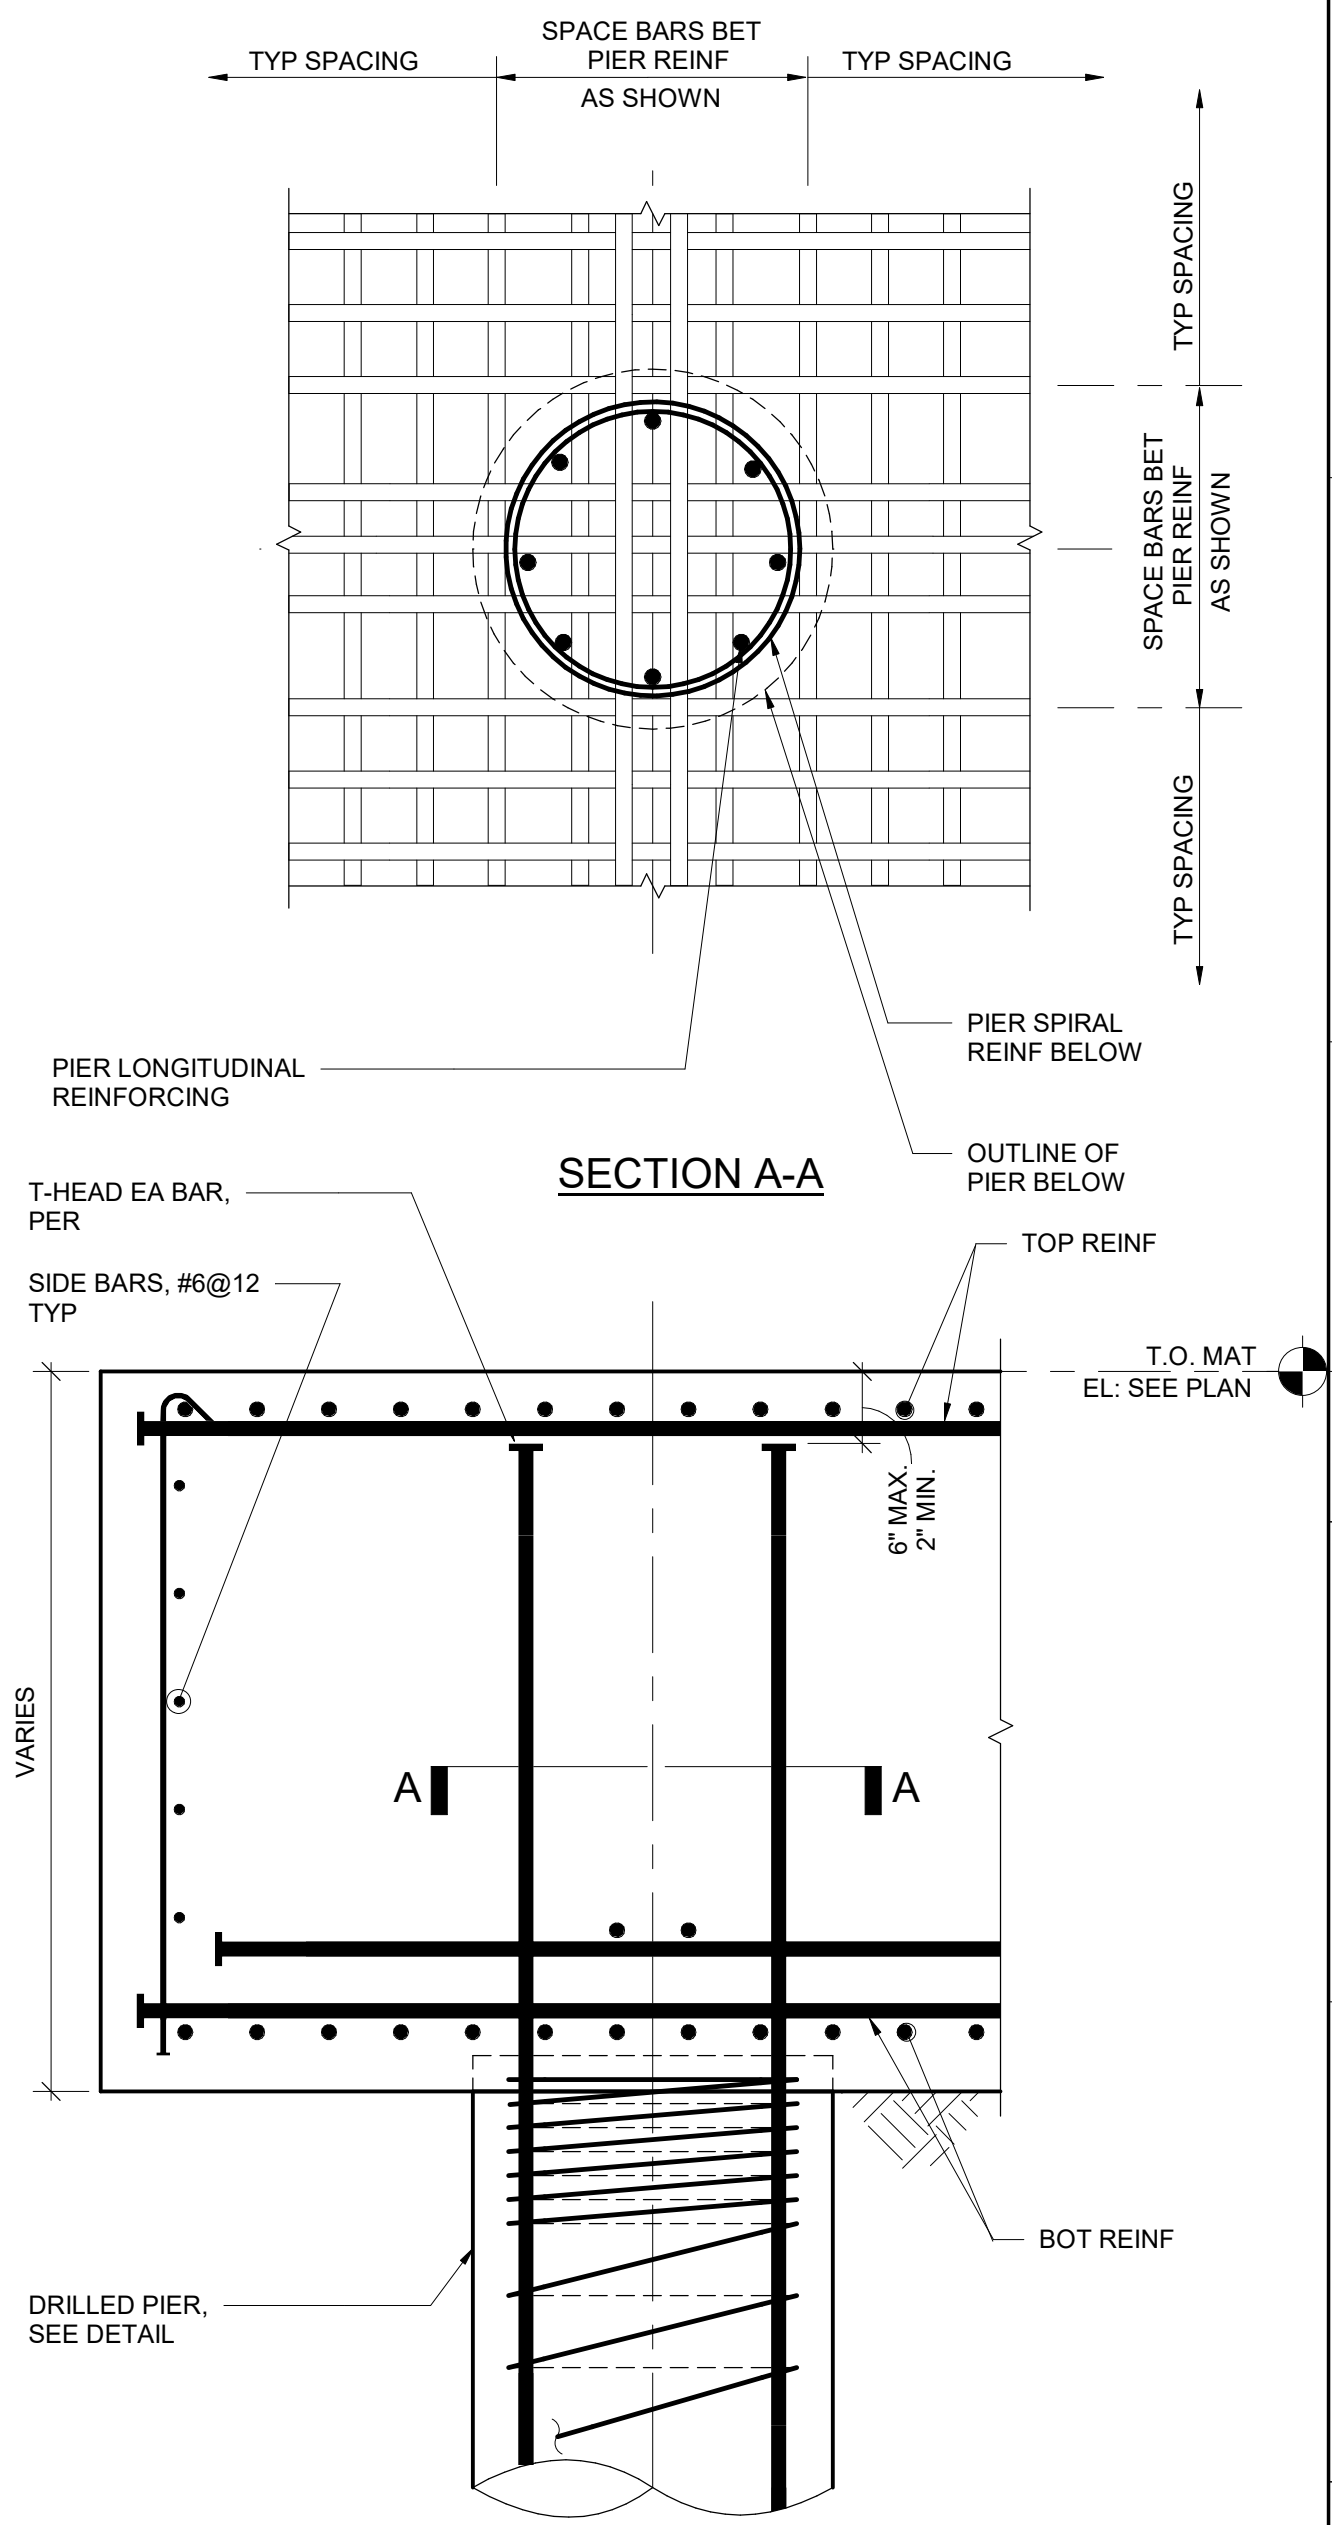 SPACE BARS BET
PIER REINF
AS SHOWN
TYP SPACING
TYP SPACING
TYP SPACING
SPACE BARS BET
PIER REINF
AS SHOWN
TYP SPACING
PIER SPIRAL
REINF BELOW
PIER LONGITUDINAL
REINFORCING
OUTLINE OF
PIER BELOW
SECTION A-A
T-HEAD EA BAR,
PER
TOP REINF
SIDE BARS, #6@12
TYP
T.O. MAT
EL: SEE PLAN
6" MAX.
2" MIN.
VARIES
A
A
BOT REINF
DRILLED PIER,
SEE DETAIL